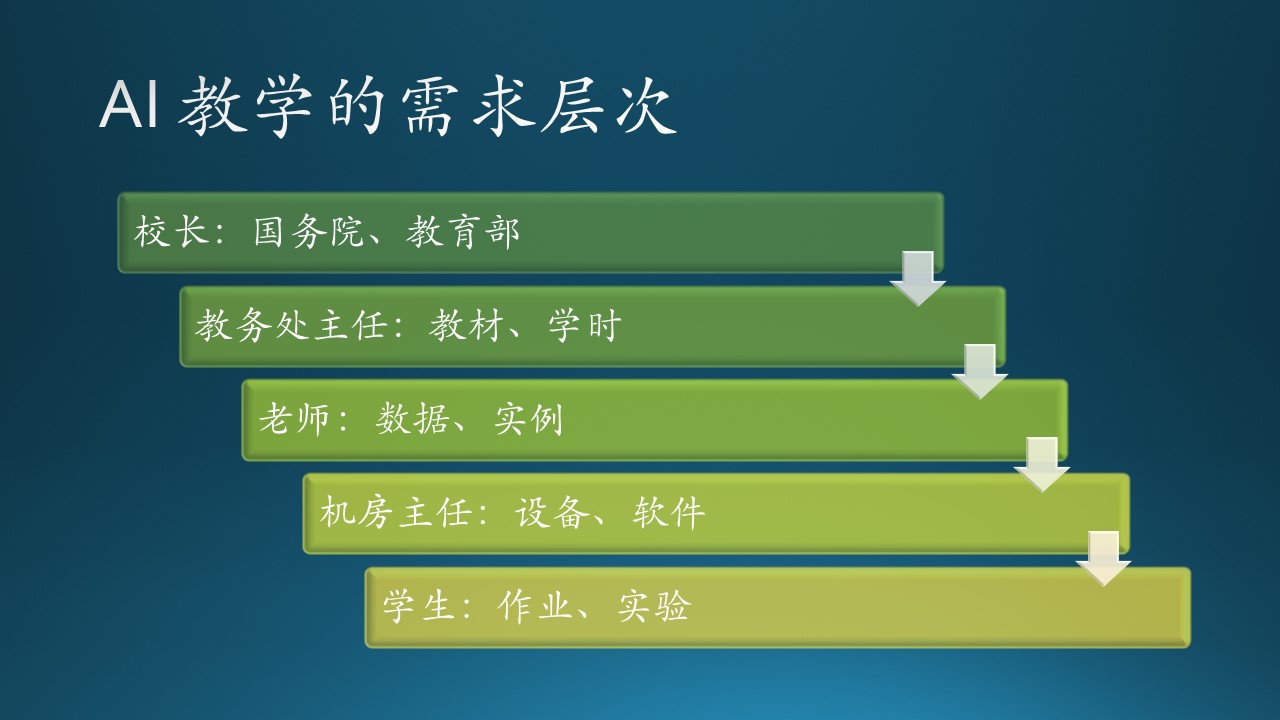 AI 教学的需求层次
校长：国务院、教育部
教务处主任：教材、学时
老师：数据、实例
机房主任：设备、软件
学生：作业、实验